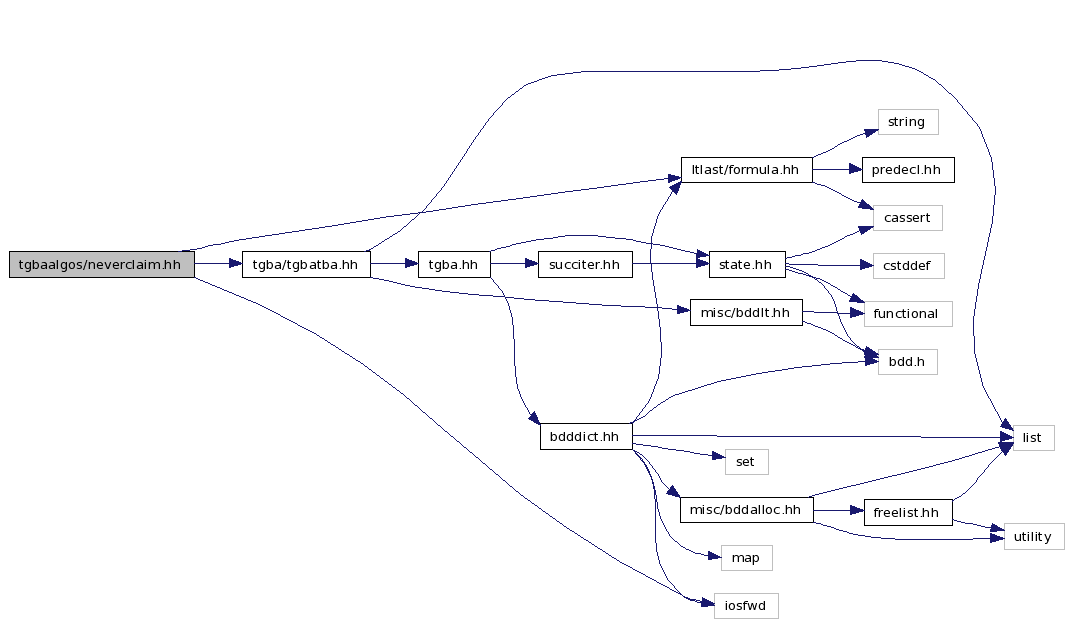 string
ltlast/formula.hh
predecl.hh
cassert
tgbaalgos/neverclaim.hh
tgba/tgbatba.hh
tgba.hh
succiter.hh
state.hh
cstddef
misc/bddlt.hh
functional
bdd.h
bdddict.hh
list
set
misc/bddalloc.hh
freelist.hh
utility
map
iosfwd